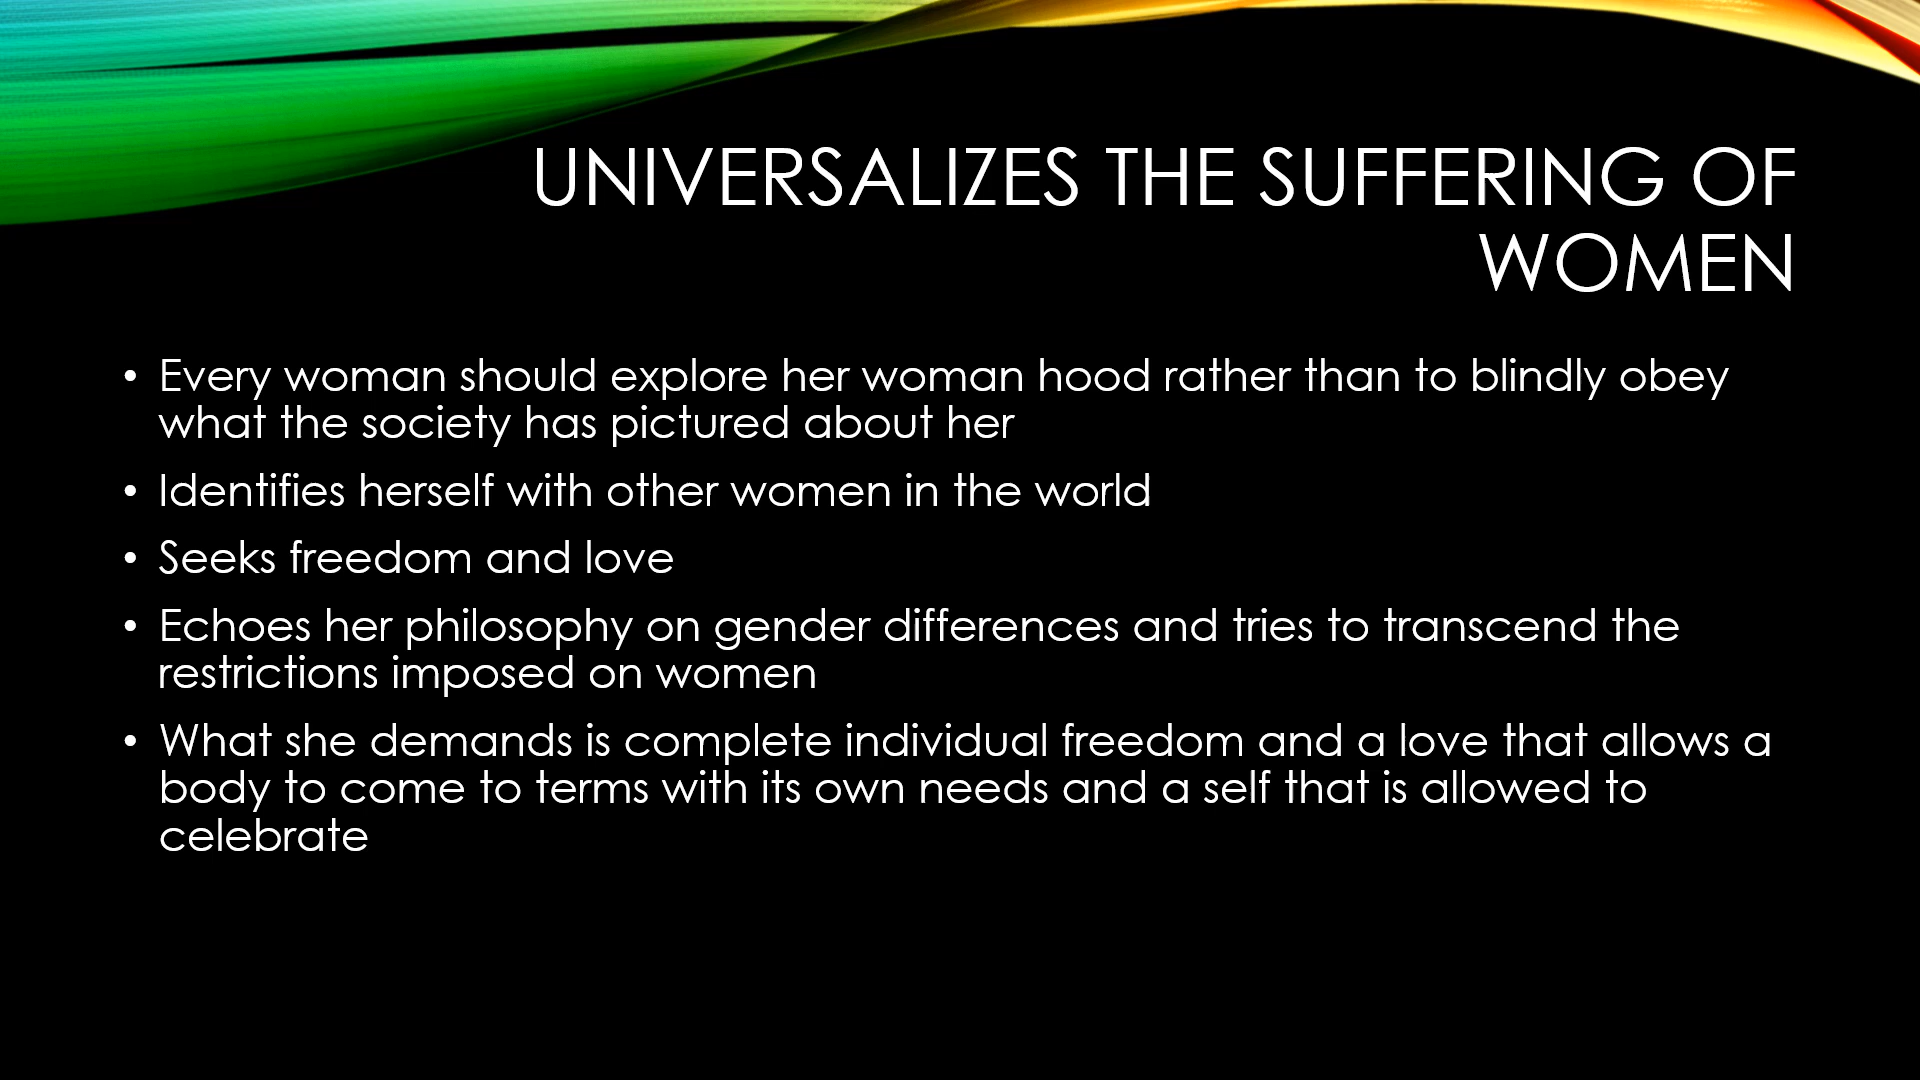 UNIVERSALIZES THE SUFFERING OF
WOMEN
• Every woman should explore her woman hood rather than to blindly obey
what the society has pictured about her
• Identifies herself with other women in the world
• Seeks freedom and love
• Echoes her philosophy on gender differences and tries to transcend the
restrictions imposed on women
• What she demands is complete individual freedom and a love that allows a
body to come to terms with its own needs and a self that is allowed to
celebrate